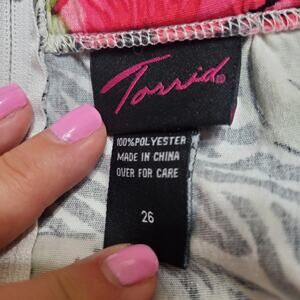 Torrid®
100%POLYESTER
MADE IN CHINA
OVER FOR CARE
26